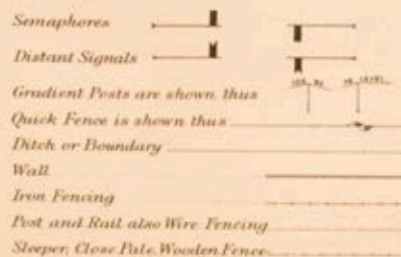 Semaphores
Distant Signals
Gradient Posts are shown thus
Quick Fence is shown thus
Ditch or Boundary
Wall
Iron Fencing
Post and Rail also Wire Fencing
Sleeper, Close Pale, Wooden Fence